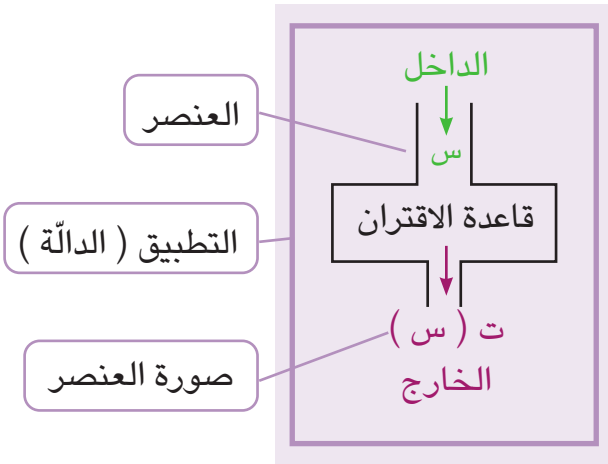 الداخل
العنصر
س
قاعدة الاقتران
التطبيق ( الدالّة )
ت ( س )
صورة العنصر
الخارج